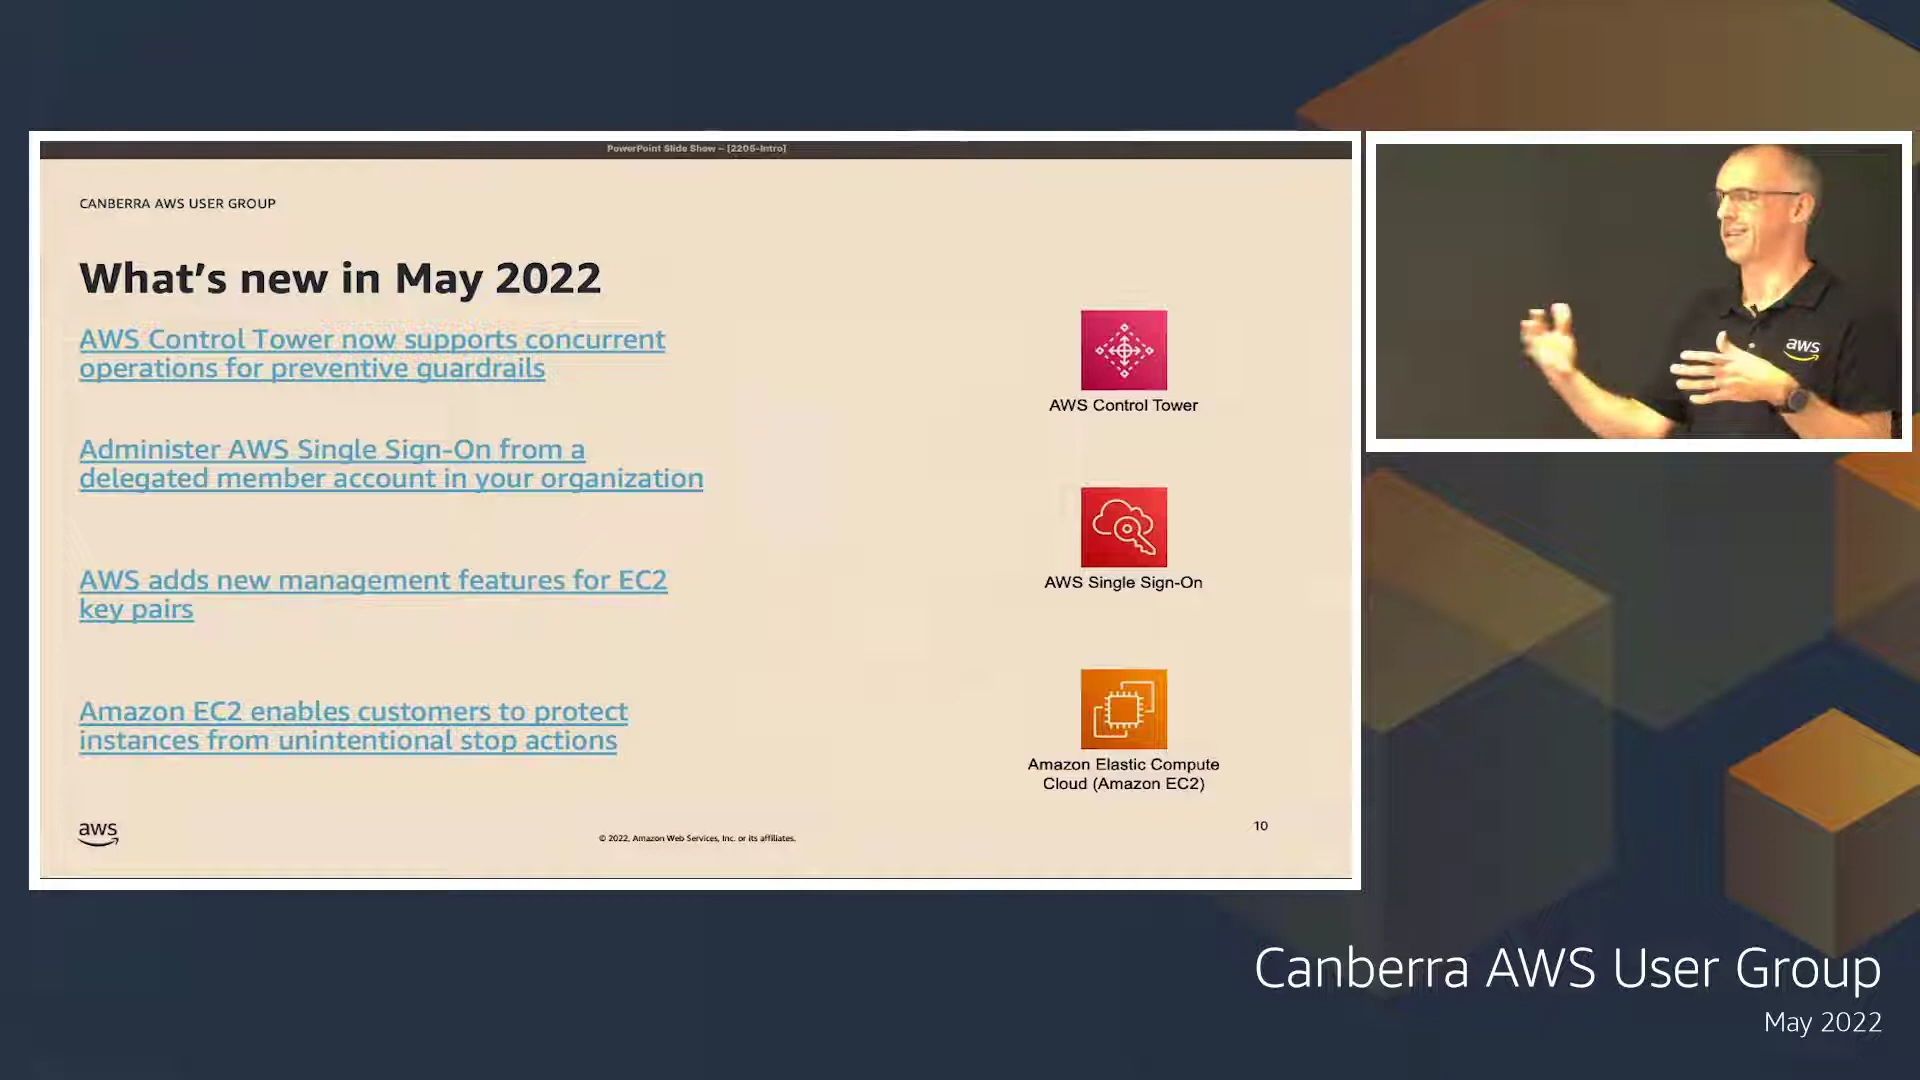 PowerPoint Slide Show – [2205-Intro]
CANBERRA AWS USER GROUP
What's new in May 2022
AWS Control Tower now supports concurrent
operations for preventive guardrails
Administer AWS Single Sign-On from a
delegated member account in your organization
AWS adds new management features for EC2
key pairs
Amazon EC2 enables customers to protect
instances from unintentional stop actions
AWS Control Tower
AWS Single Sign-On
Amazon Elastic Compute
Cloud (Amazon EC2)
aws
© 2022, Amazon Web Services, Inc. or its affiliates.
10
aws
Canberra AWS User Group
May 2022